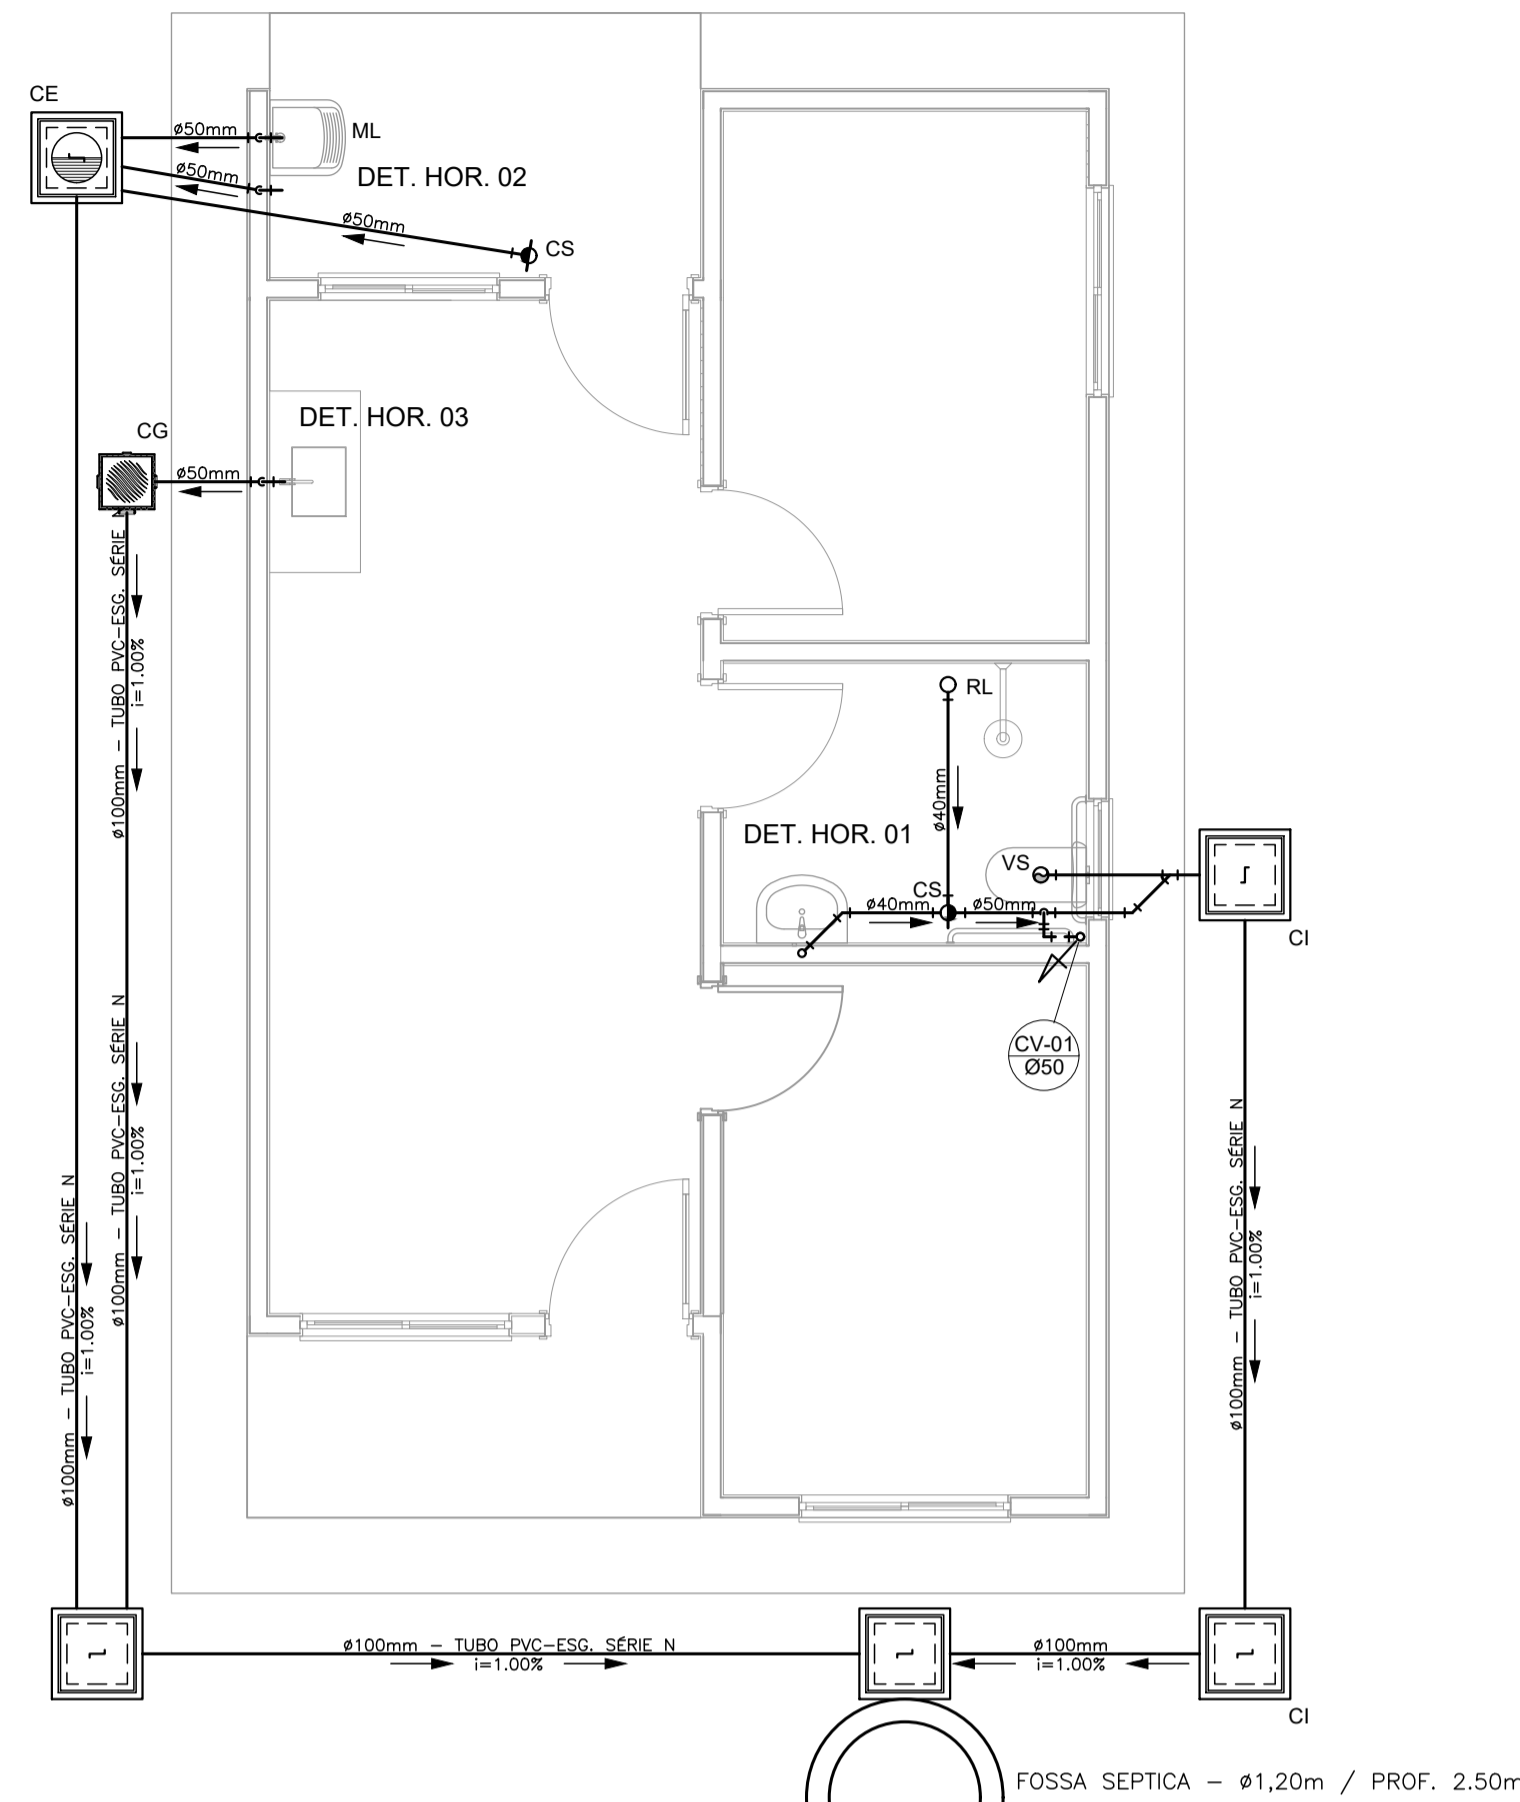 CE
ø50mm
ML
DET. HOR. 02
ø50mm
ø50mm
CS
DET. HOR. 03
CG
ø50mm
ø100mm – TUBO PVC–ESG. SÉRIE N
i=1.00%
RL
ø40mm
DET. HOR. 01
VS
CS
ø40mm
ø50mm
CI
CV-01
Ø50
ø100mm – TUBO PVC–ESG. SÉRIE N
i=1.00%
ø100mm – TUBO PVC–ESG. SÉRIE N
i=1.00%
ø100mm – TUBO PVC–ESG. SÉRIE N
i=1.00%
ø100mm – TUBO PVC–ESG. SÉRIE N
i=1.00%
ø100mm
i=1.00%
CI
FOSSA SEPTICA – ø1,20m / PROF. 2.50m